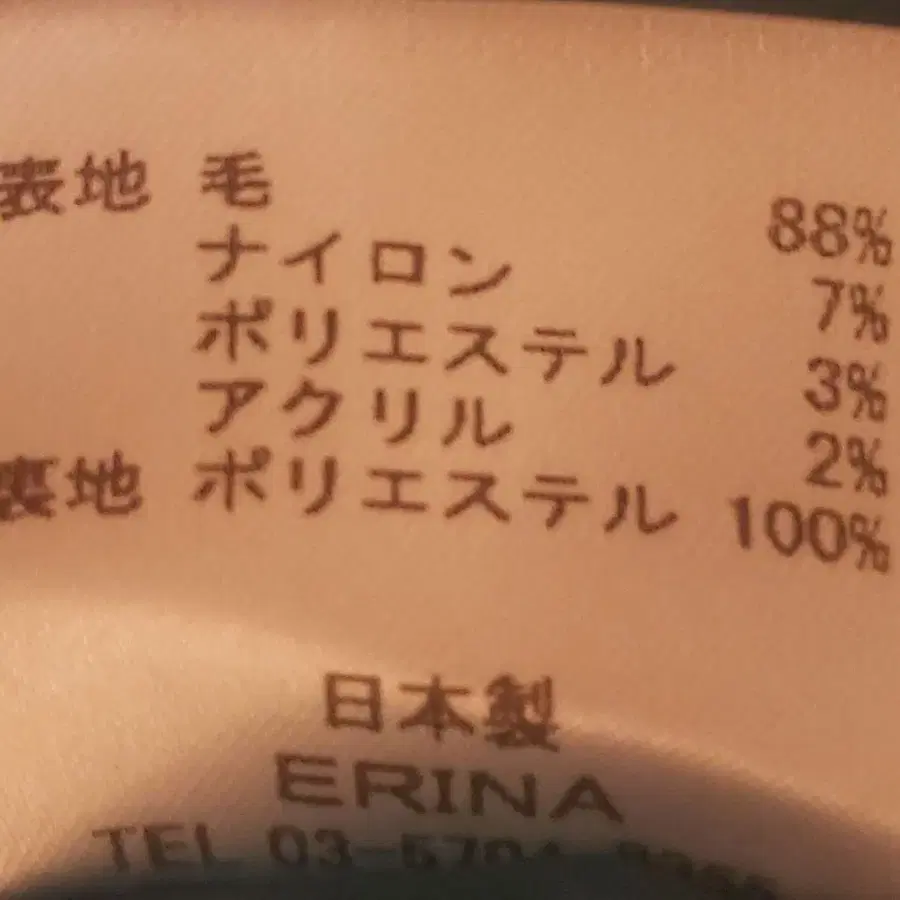 表地 毛 88%
ナイロン 7%
ポリエステル 3%
アクリル 2%
裏地 ポリエステル 100%
日本製
ERINA
TEL